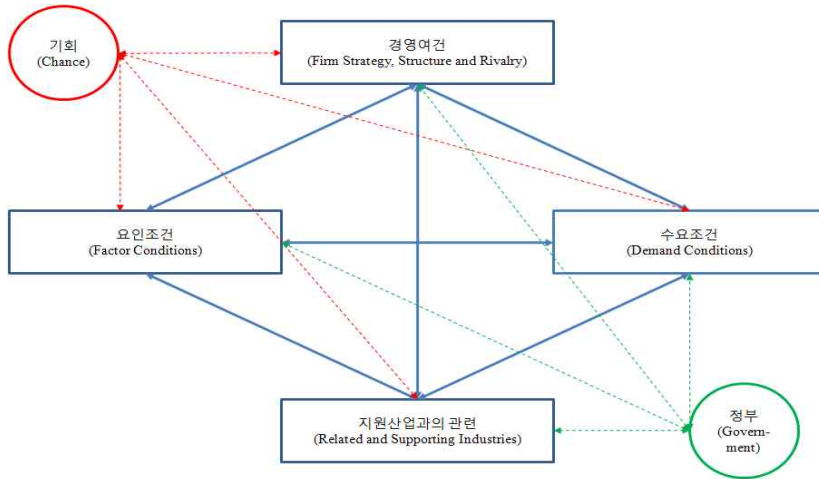 기회
(Chance)
경영여건
(Firm Strategy, Structure and Rivalry)
요인조건
(Factor Conditions)
수요조건
(Demand Conditions)
지원산업과의 관련
(Related and Supporting Industries)
정부
(Govern-
ment)